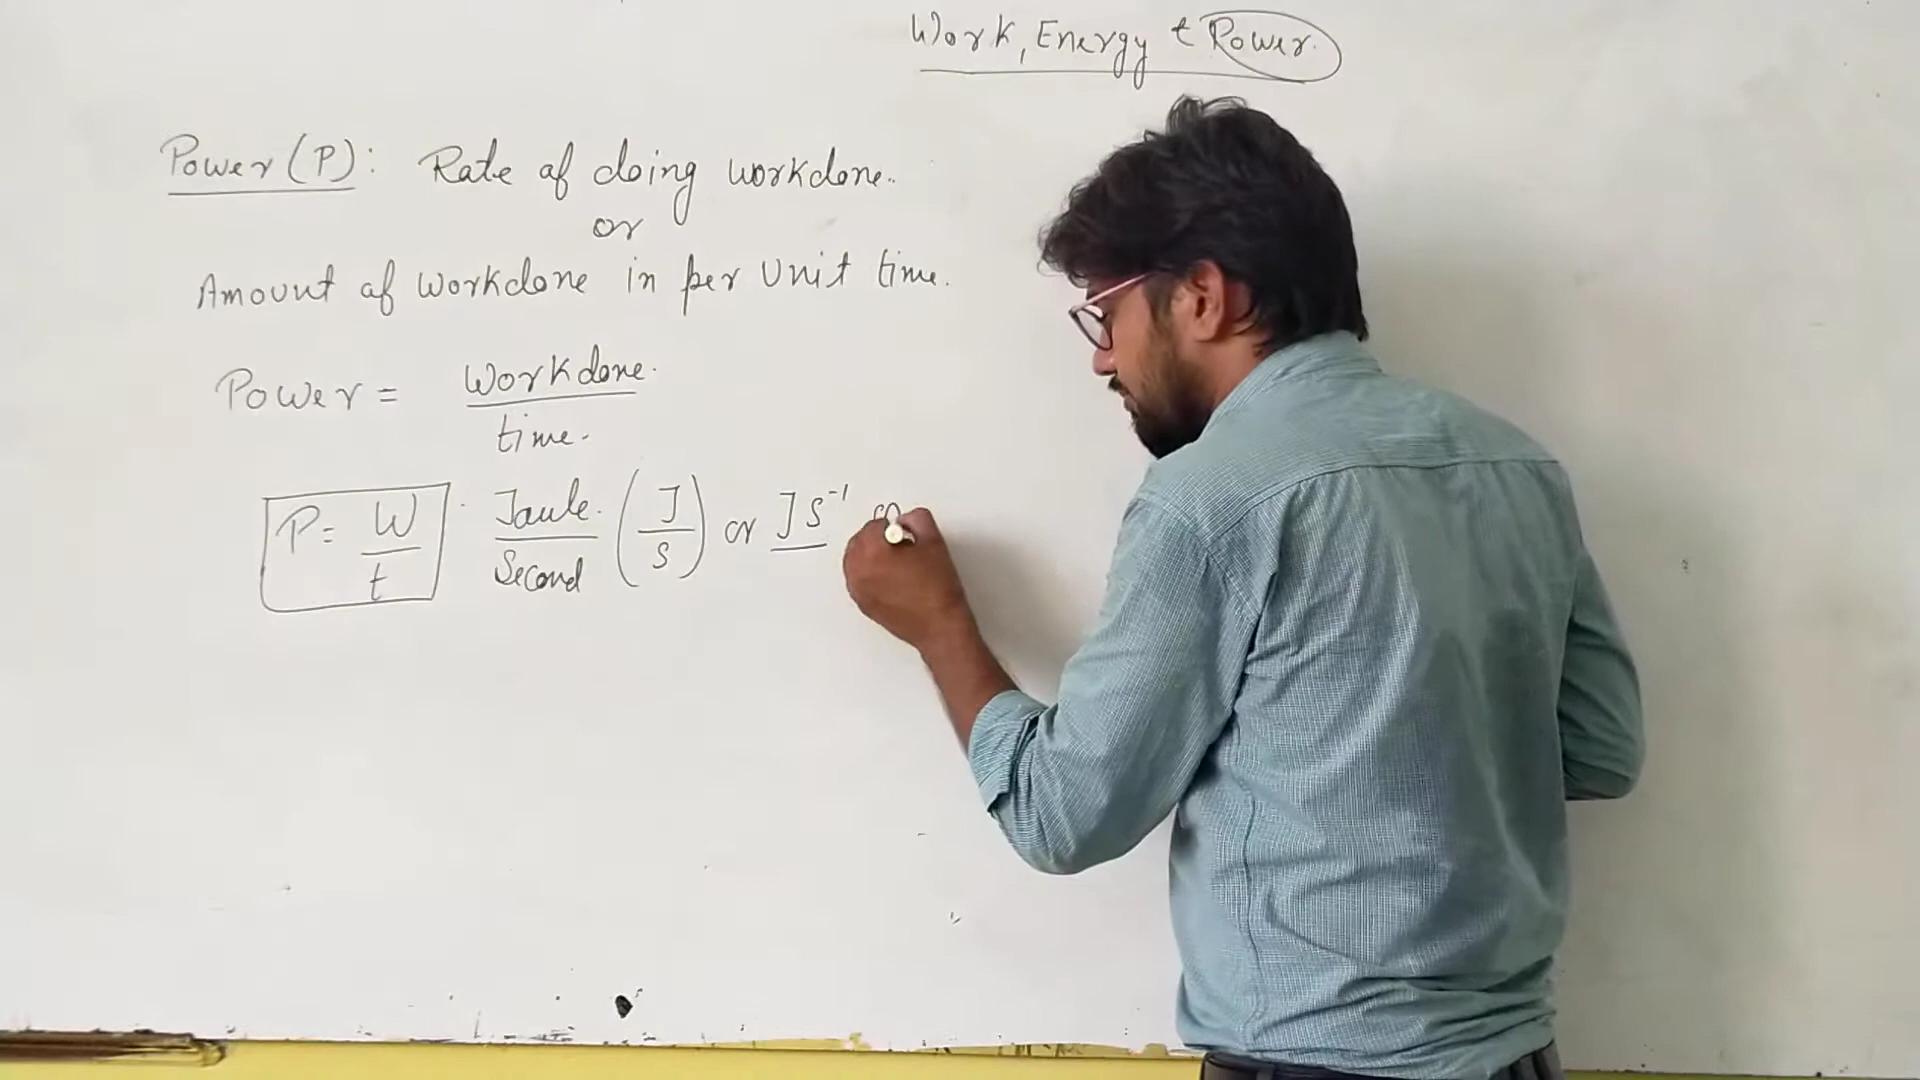 Work, Energy & Power.
Power (P): Rate of doing workdone.
or
Amount of workdone in per Unit time.
Power = Workdone.
time.
P = W/t Joule. / Second (J/S) or J S⁻¹